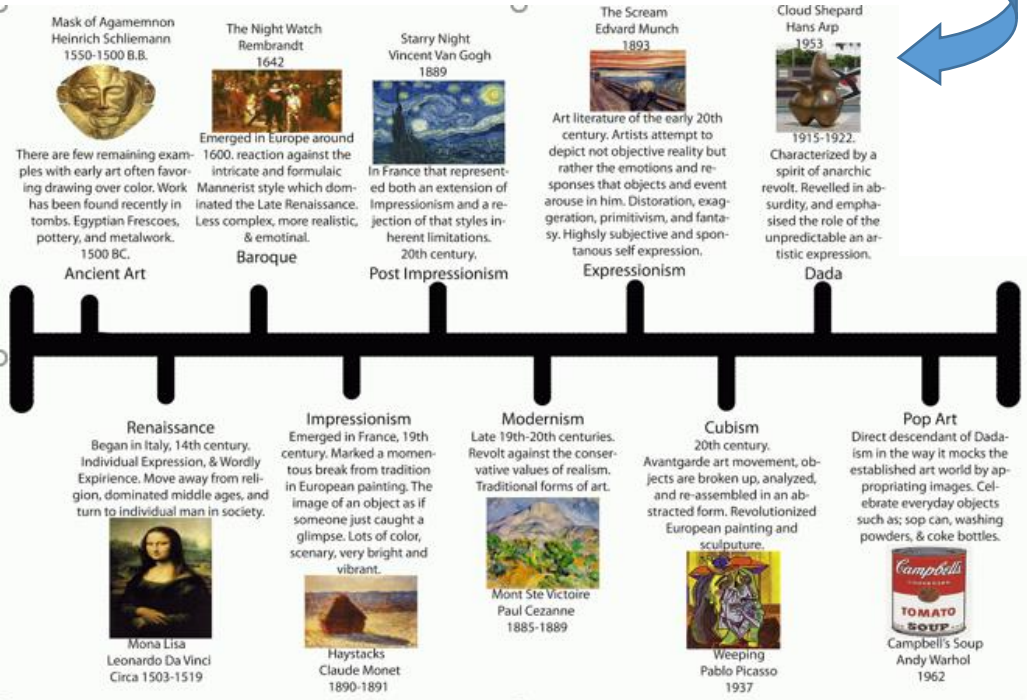 Mask of Agamemnon
Heinrich Schliemann
1550-1500 B.B.
There are few remaining exam-
ples with early art often favor-
ing drawing over color. Work
has been found recently in
tombs. Egyptian Frescoes,
pottery, and metalwork.
1500 BC.
Ancient Art
The Night Watch
Rembrandt
1642
Emerged in Europe around
1600. reaction against the
intricate and formulaic
Mannerist style which dom-
inated the Late Renaissance.
Less complex, more realistic,
& emotinal.
Baroque
Starry Night
Vincent Van Gogh
1889
In France that represent-
ed both an extension of
Impressionism and a re-
jection of that styles in-
herent limitations.
20th century.
Post Impressionism
The Scream
Edvard Munch
1893
Art literature of the early 20th
century. Artists attempt to
depict not objective reality but
rather the emotions and re-
sponses that objects and event
arouse in him. Distoration, exag-
geration, primitivism, and fanta-
sy. Highsly subjective and spon-
tanous self expression.
Expressionism
Cloud Shepard
Hans Arp
1953
1915-1922.
Characterized by a
spirit of anarchic
revolt. Revelled in ab-
surdity, and empha-
sised the role of the
unpredictable an ar-
tistic expression.
Dada
Renaissance
Began in Italy, 14th century.
Individual Expression, & Wordly
Expirience. Move away from reli-
gion, dominated middle ages, and
turn to individual man in society.
Mona Lisa
Leonardo Da Vinci
Circa 1503-1519
Impressionism
Emerged in France, 19th
century. Marked a momen-
tous break from tradition
in European painting. The
image of an object as if
someone just caught a
glimpse. Lots of color,
scenary, very bright and
vibrant.
Haystacks
Claude Monet
1890-1891
Modernism
Late 19th-20th centuries.
Revolt against the conser-
vative values of realism.
Traditional forms of art.
Mont Ste Victoire
Paul Cezanne
1885-1889
Cubism
20th century.
Avantgarde art movement, ob-
jects are broken up, analyzed,
and re-assembled in an ab-
stracted form. Revolutionized
European painting and
sculputure.
Weeping
Pablo Picasso
1937
Pop Art
Direct descendant of Dada-
ism in the way it mocks the
established art world by ap-
propriating images. Cel-
ebrate everyday objects
such as; sop can, washing
powders, & coke bottles.
Campbell's
CONDENSED
TOMATO
SOUP
Campbell's Soup
Andy Warhol
1962